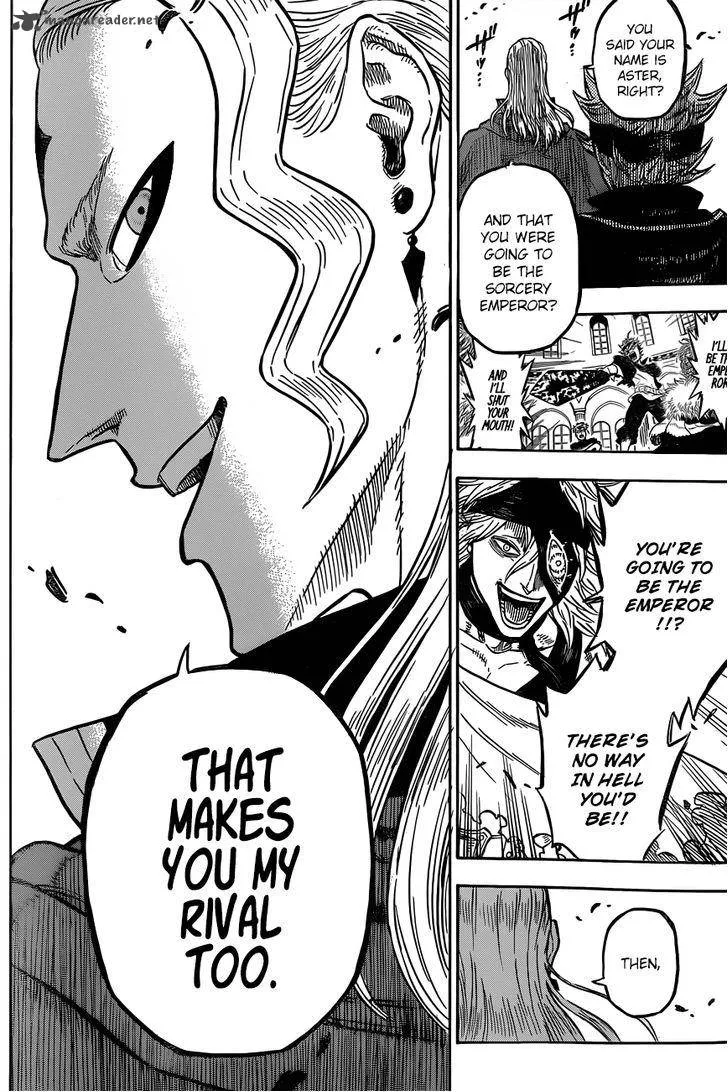 mangareader.net
YOU
SAID YOUR
NAME IS
ASTER,
RIGHT?
AND THAT
YOU WERE
GOING TO
BE THE
SORCERY
EMPEROR?
I'LL
BE TH
EMP
ROR
AND
I'LL
SHUT
YOUR
MOUTH!
YOU'RE
GOING TO
BE THE
EMPEROR
!!?
THERE'S
NO WAY
IN HELL
YOU'D
BE!!
THEN,
THAT
MAKES
YOU MY
RIVAL
TOO.